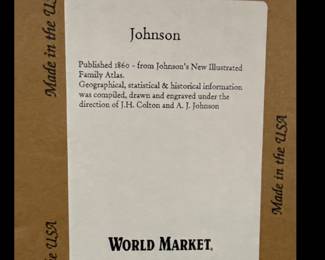 Johnson
Published 1860 - from Johnson's New Illustrated
Family Atlas.
Geographical, statistical & historical information
was compiled, drawn and engraved under the
direction of J.H. Colton and A. J. Johnson
WORLD MARKET.
Made in the USA
Made in the USA
the USA